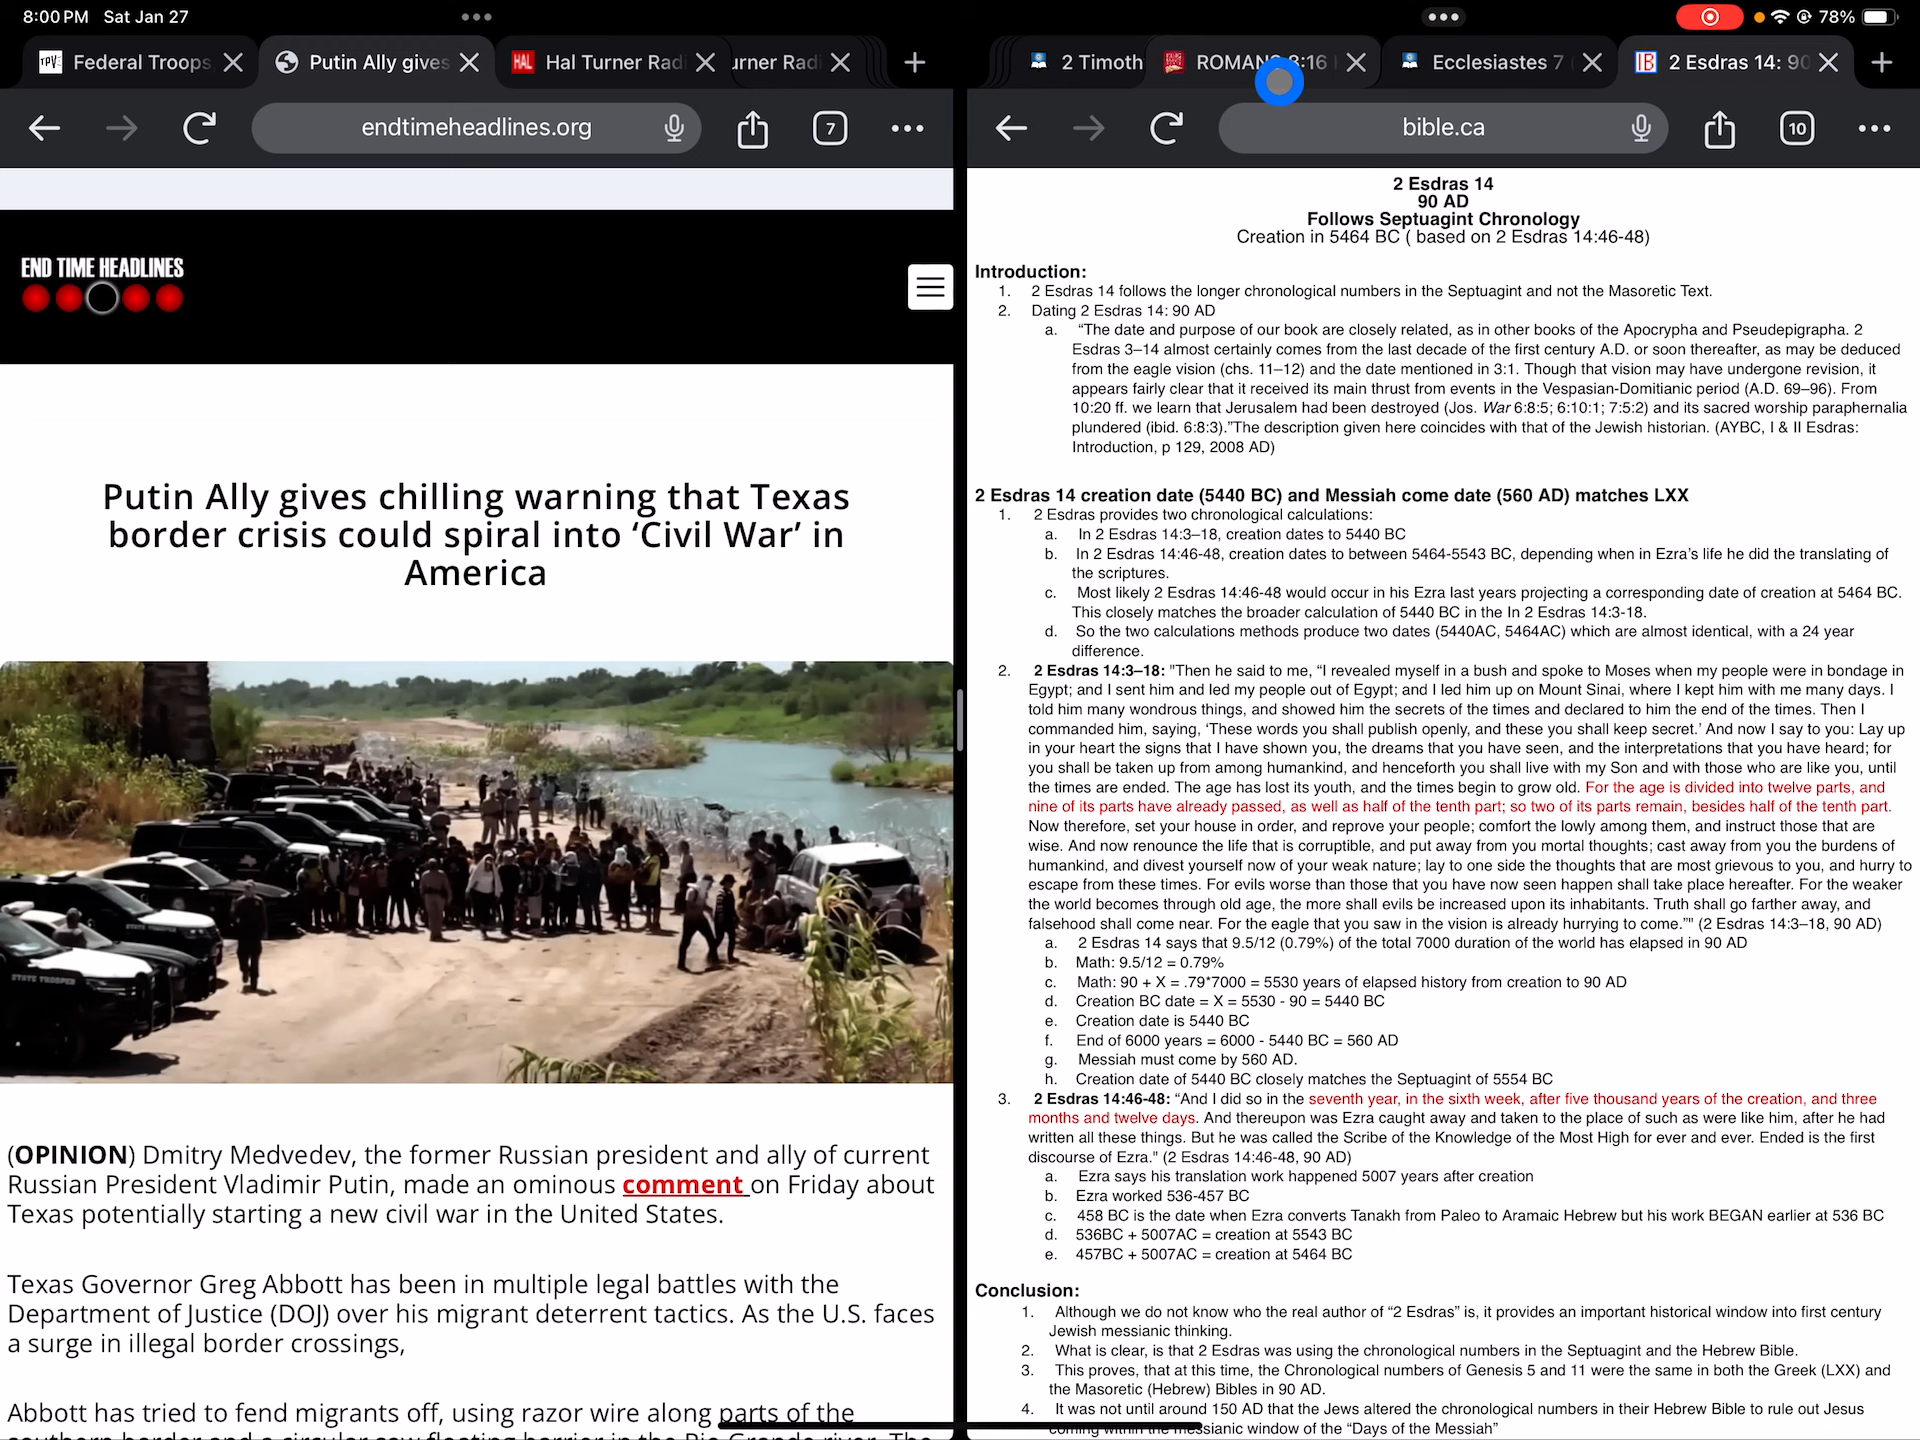 8:00 PM Sat Jan 27
78%
Federal Troops
Putin Ally gives
HAL Hal Turner Radi
urner Radi
2 Timoth
ROMANS 8:16
Ecclesiastes 7
IB 2 Esdras 14: 90
endtimeheadlines.org
7
bible.ca
10
END TIME HEADLINES
Putin Ally gives chilling warning that Texas
border crisis could spiral into ‘Civil War’ in
America
STATE TROOPER
STATE TROOPER
(OPINION) Dmitry Medvedev, the former Russian president and ally of current
Russian President Vladimir Putin, made an ominous comment on Friday about
Texas potentially starting a new civil war in the United States.
Texas Governor Greg Abbott has been in multiple legal battles with the
Department of Justice (DOJ) over his migrant deterrent tactics. As the U.S. faces
a surge in illegal border crossings,
Abbott has tried to fend migrants off, using razor wire along parts of the
southern border and a circular saw floating barrier in the Rio Grande river. The
2 Esdras 14
90 AD
Follows Septuagint Chronology
Creation in 5464 BC ( based on 2 Esdras 14:46-48)
Introduction:
1. 2 Esdras 14 follows the longer chronological numbers in the Septuagint and not the Masoretic Text.
2. Dating 2 Esdras 14: 90 AD
a. “The date and purpose of our book are closely related, as in other books of the Apocrypha and Pseudepigrapha. 2
Esdras 3–14 almost certainly comes from the last decade of the first century A.D. or soon thereafter, as may be deduced
from the eagle vision (chs. 11–12) and the date mentioned in 3:1. Though that vision may have undergone revision, it
appears fairly clear that it received its main thrust from events in the Vespasian-Domitianic period (A.D. 69–96). From
10:20 ff. we learn that Jerusalem had been destroyed (Jos. War 6:8:5; 6:10:1; 7:5:2) and its sacred worship paraphernalia
plundered (ibid. 6:8:3).”The description given here coincides with that of the Jewish historian. (AYBC, I & II Esdras:
Introduction, p 129, 2008 AD)
2 Esdras 14 creation date (5440 BC) and Messiah come date (560 AD) matches LXX
1. 2 Esdras provides two chronological calculations:
a. In 2 Esdras 14:3–18, creation dates to 5440 BC
b. In 2 Esdras 14:46-48, creation dates to between 5464-5543 BC, depending when in Ezra’s life he did the translating of
the scriptures.
c. Most likely 2 Esdras 14:46-48 would occur in his Ezra last years projecting a corresponding date of creation at 5464 BC.
This closely matches the broader calculation of 5440 BC in the In 2 Esdras 14:3-18.
d. So the two calculations methods produce two dates (5440AC, 5464AC) which are almost identical, with a 24 year
difference.
2. 2 Esdras 14:3–18: "Then he said to me, “I revealed myself in a bush and spoke to Moses when my people were in bondage in
Egypt; and I sent him and led my people out of Egypt; and I led him up on Mount Sinai, where I kept him with me many days. I
told him many wondrous things, and showed him the secrets of the times and declared to him the end of the times. Then I
commanded him, saying, ‘These words you shall publish openly, and these you shall keep secret.’ And now I say to you: Lay up
in your heart the signs that I have shown you, the dreams that you have seen, and the interpretations that you have heard; for
you shall be taken up from among humankind, and henceforth you shall live with my Son and with those who are like you, until
the times are ended. The age has lost its youth, and the times begin to grow old. For the age is divided into twelve parts, and
nine of its parts have already passed, as well as half of the tenth part; so two of its parts remain, besides half of the tenth part.
Now therefore, set your house in order, and reprove your people; comfort the lowly among them, and instruct those that are
wise. And now renounce the life that is corruptible, and put away from you mortal thoughts; cast away from you the burdens of
humankind, and divest yourself now of your weak nature; lay to one side the thoughts that are most grievous to you, and hurry to
escape from these times. For evils worse than those that you have now seen happen shall take place hereafter. For the weaker
the world becomes through old age, the more shall evils be increased upon its inhabitants. Truth shall go farther away, and
falsehood shall come near. For the eagle that you saw in the vision is already hurrying to come.”" (2 Esdras 14:3–18, 90 AD)
a. 2 Esdras 14 says that 9.5/12 (0.79%) of the total 7000 duration of the world has elapsed in 90 AD
b. Math: 9.5/12 = 0.79%
c. Math: 90 + X = .79*7000 = 5530 years of elapsed history from creation to 90 AD
d. Creation BC date = X = 5530 - 90 = 5440 BC
e. Creation date is 5440 BC
f. End of 6000 years = 6000 - 5440 BC = 560 AD
g. Messiah must come by 560 AD.
h. Creation date of 5440 BC closely matches the Septuagint of 5554 BC
3. 2 Esdras 14:46-48: “And I did so in the seventh year, in the sixth week, after five thousand years of the creation, and three
months and twelve days. And thereupon was Ezra caught away and taken to the place of such as were like him, after he had
written all these things. But he was called the Scribe of the Knowledge of the Most High for ever and ever. Ended is the first
discourse of Ezra." (2 Esdras 14:46-48, 90 AD)
a. Ezra says his translation work happened 5007 years after creation
b. Ezra worked 536-457 BC
c. 458 BC is the date when Ezra converts Tanakh from Paleo to Aramaic Hebrew but his work BEGAN earlier at 536 BC
d. 536BC + 5007AC = creation at 5543 BC
e. 457BC + 5007AC = creation at 5464 BC
Conclusion:
1. Although we do not know who the real author of “2 Esdras” is, it provides an important historical window into first century
Jewish messianic thinking.
2. What is clear, is that 2 Esdras was using the chronological numbers in the Septuagint and the Hebrew Bible.
3. This proves, that at this time, the Chronological numbers of Genesis 5 and 11 were the same in both the Greek (LXX) and
the Masoretic (Hebrew) Bibles in 90 AD.
4. It was not until around 150 AD that the Jews altered the chronological numbers in their Hebrew Bible to rule out Jesus
coming within the messianic window of the “Days of the Messiah”